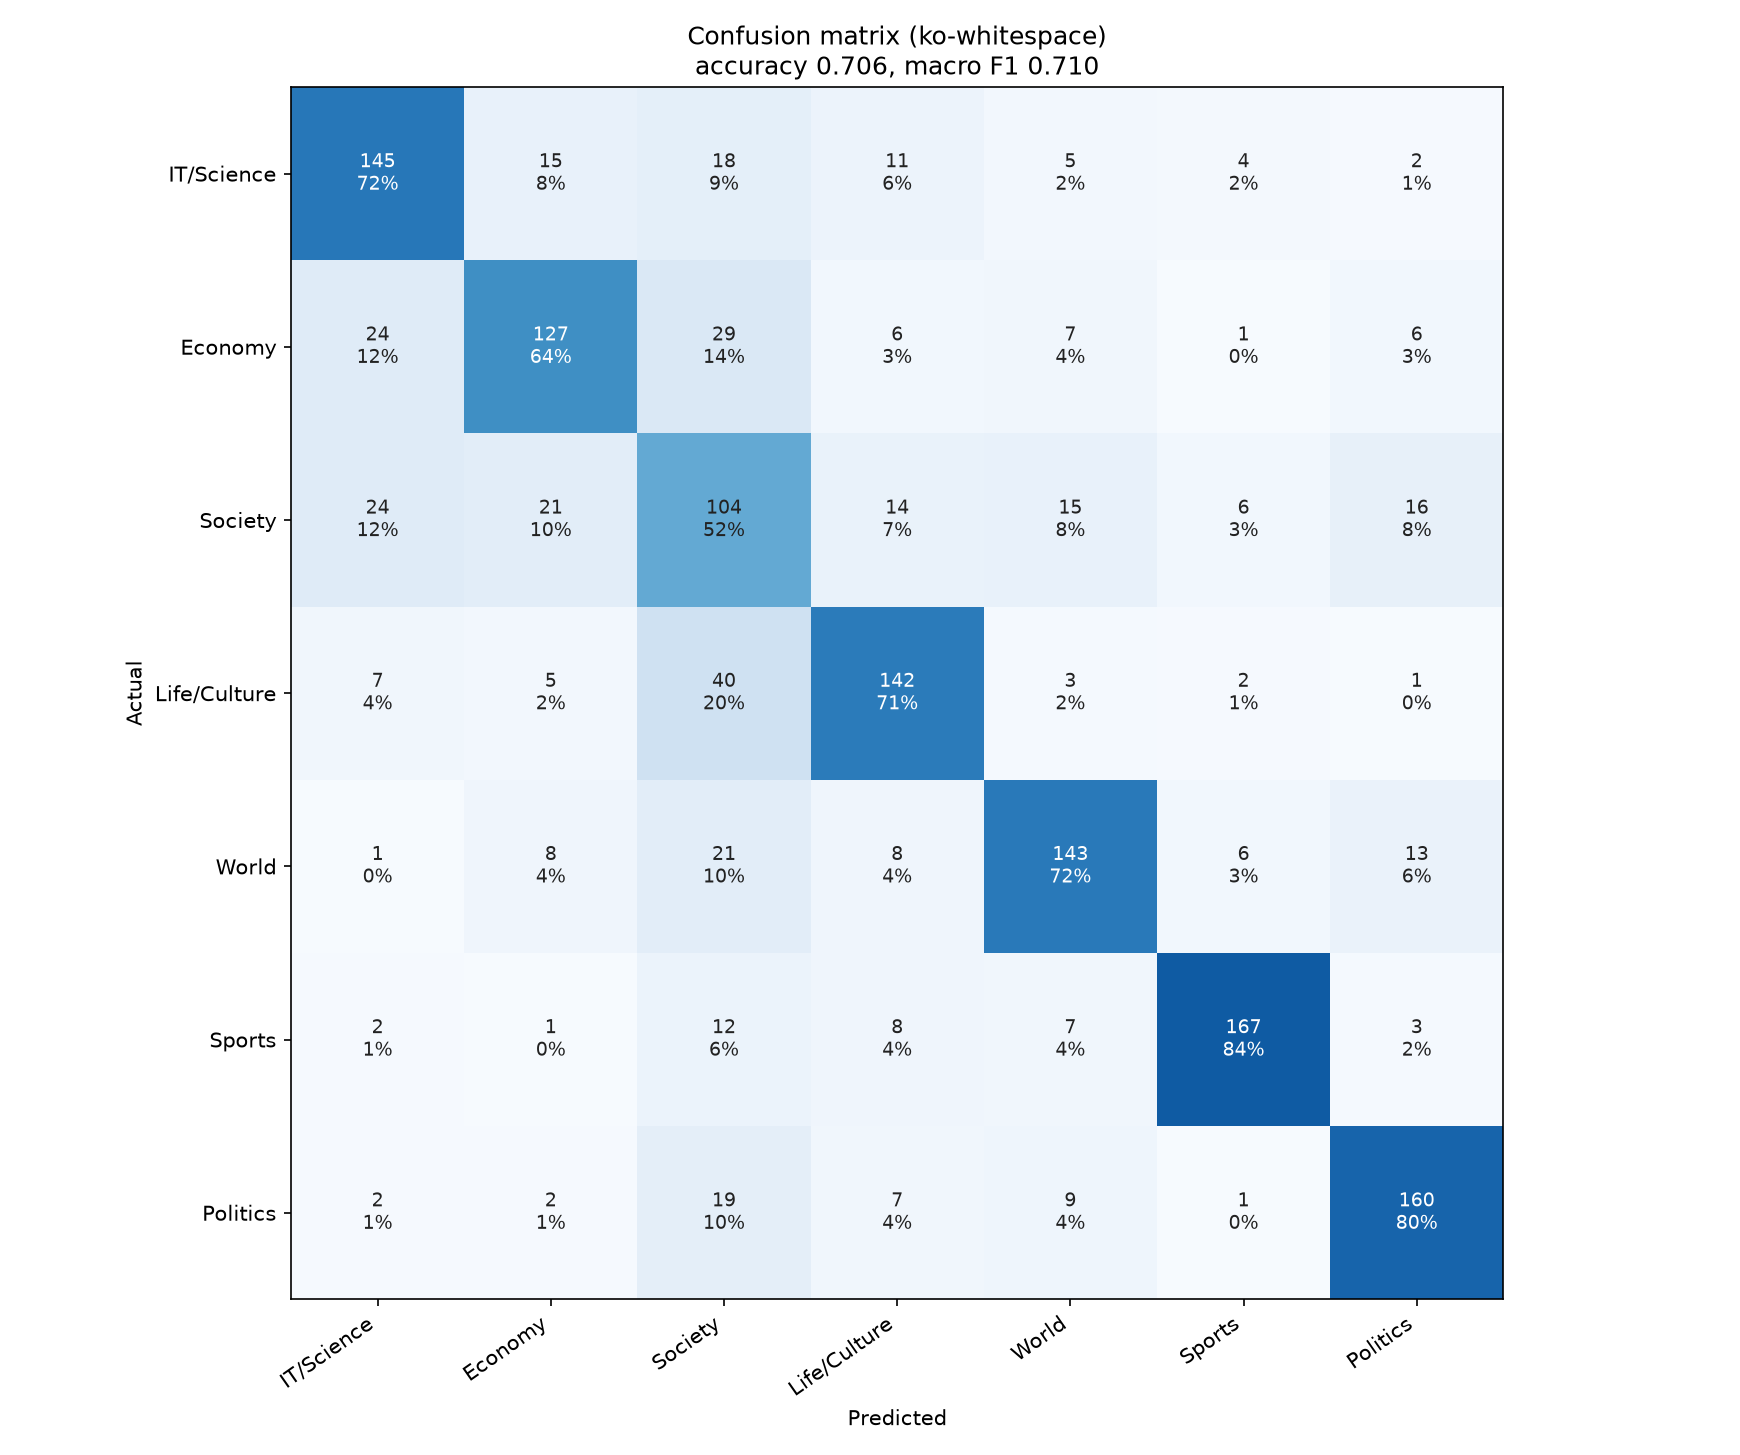 Confusion matrix (ko-whitespace)
accuracy 0.706, macro F1 0.710
IT/Science
145 15 18 11 5 4 2
72% 8% 9% 6% 2% 2% 1%
Economy
24 127 29 6 7 1 6
12% 64% 14% 3% 4% 0% 3%
Society
24 21 104 14 15 6 16
12% 10% 52% 7% 8% 3% 8%
Actual
Life/Culture
7 5 40 142 3 2 1
4% 2% 20% 71% 2% 1% 0%
World
1 8 21 8 143 6 13
0% 4% 10% 4% 72% 3% 6%
Sports
2 1 12 8 7 167 3
1% 0% 6% 4% 4% 84% 2%
Politics
2 2 19 7 9 1 160
1% 1% 10% 4% 4% 0% 80%
IT/Science Economy Society Life/Culture World Sports Politics
Predicted